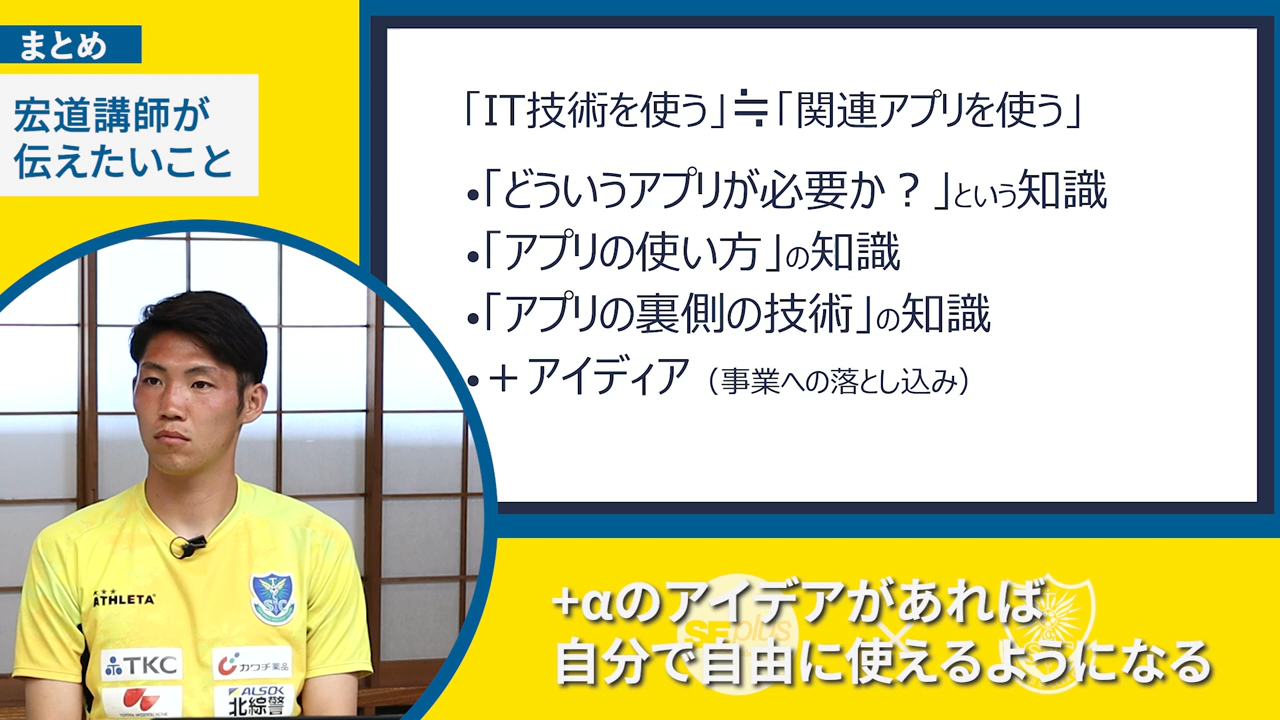 まとめ
宏道講師が
伝えたいこと
「IT技術を使う」≒「関連アプリを使う」
•「どういうアプリが必要か？」という知識
•「アプリの使い方」の知識
•「アプリの裏側の技術」の知識
•＋アイディア（事業への落とし込み）
ATHLETA
TSC
TKC
カワチ薬品
ALSOK
北綜警
+αのアイデアがあれば
自分で自由に使えるようになる
SFplus